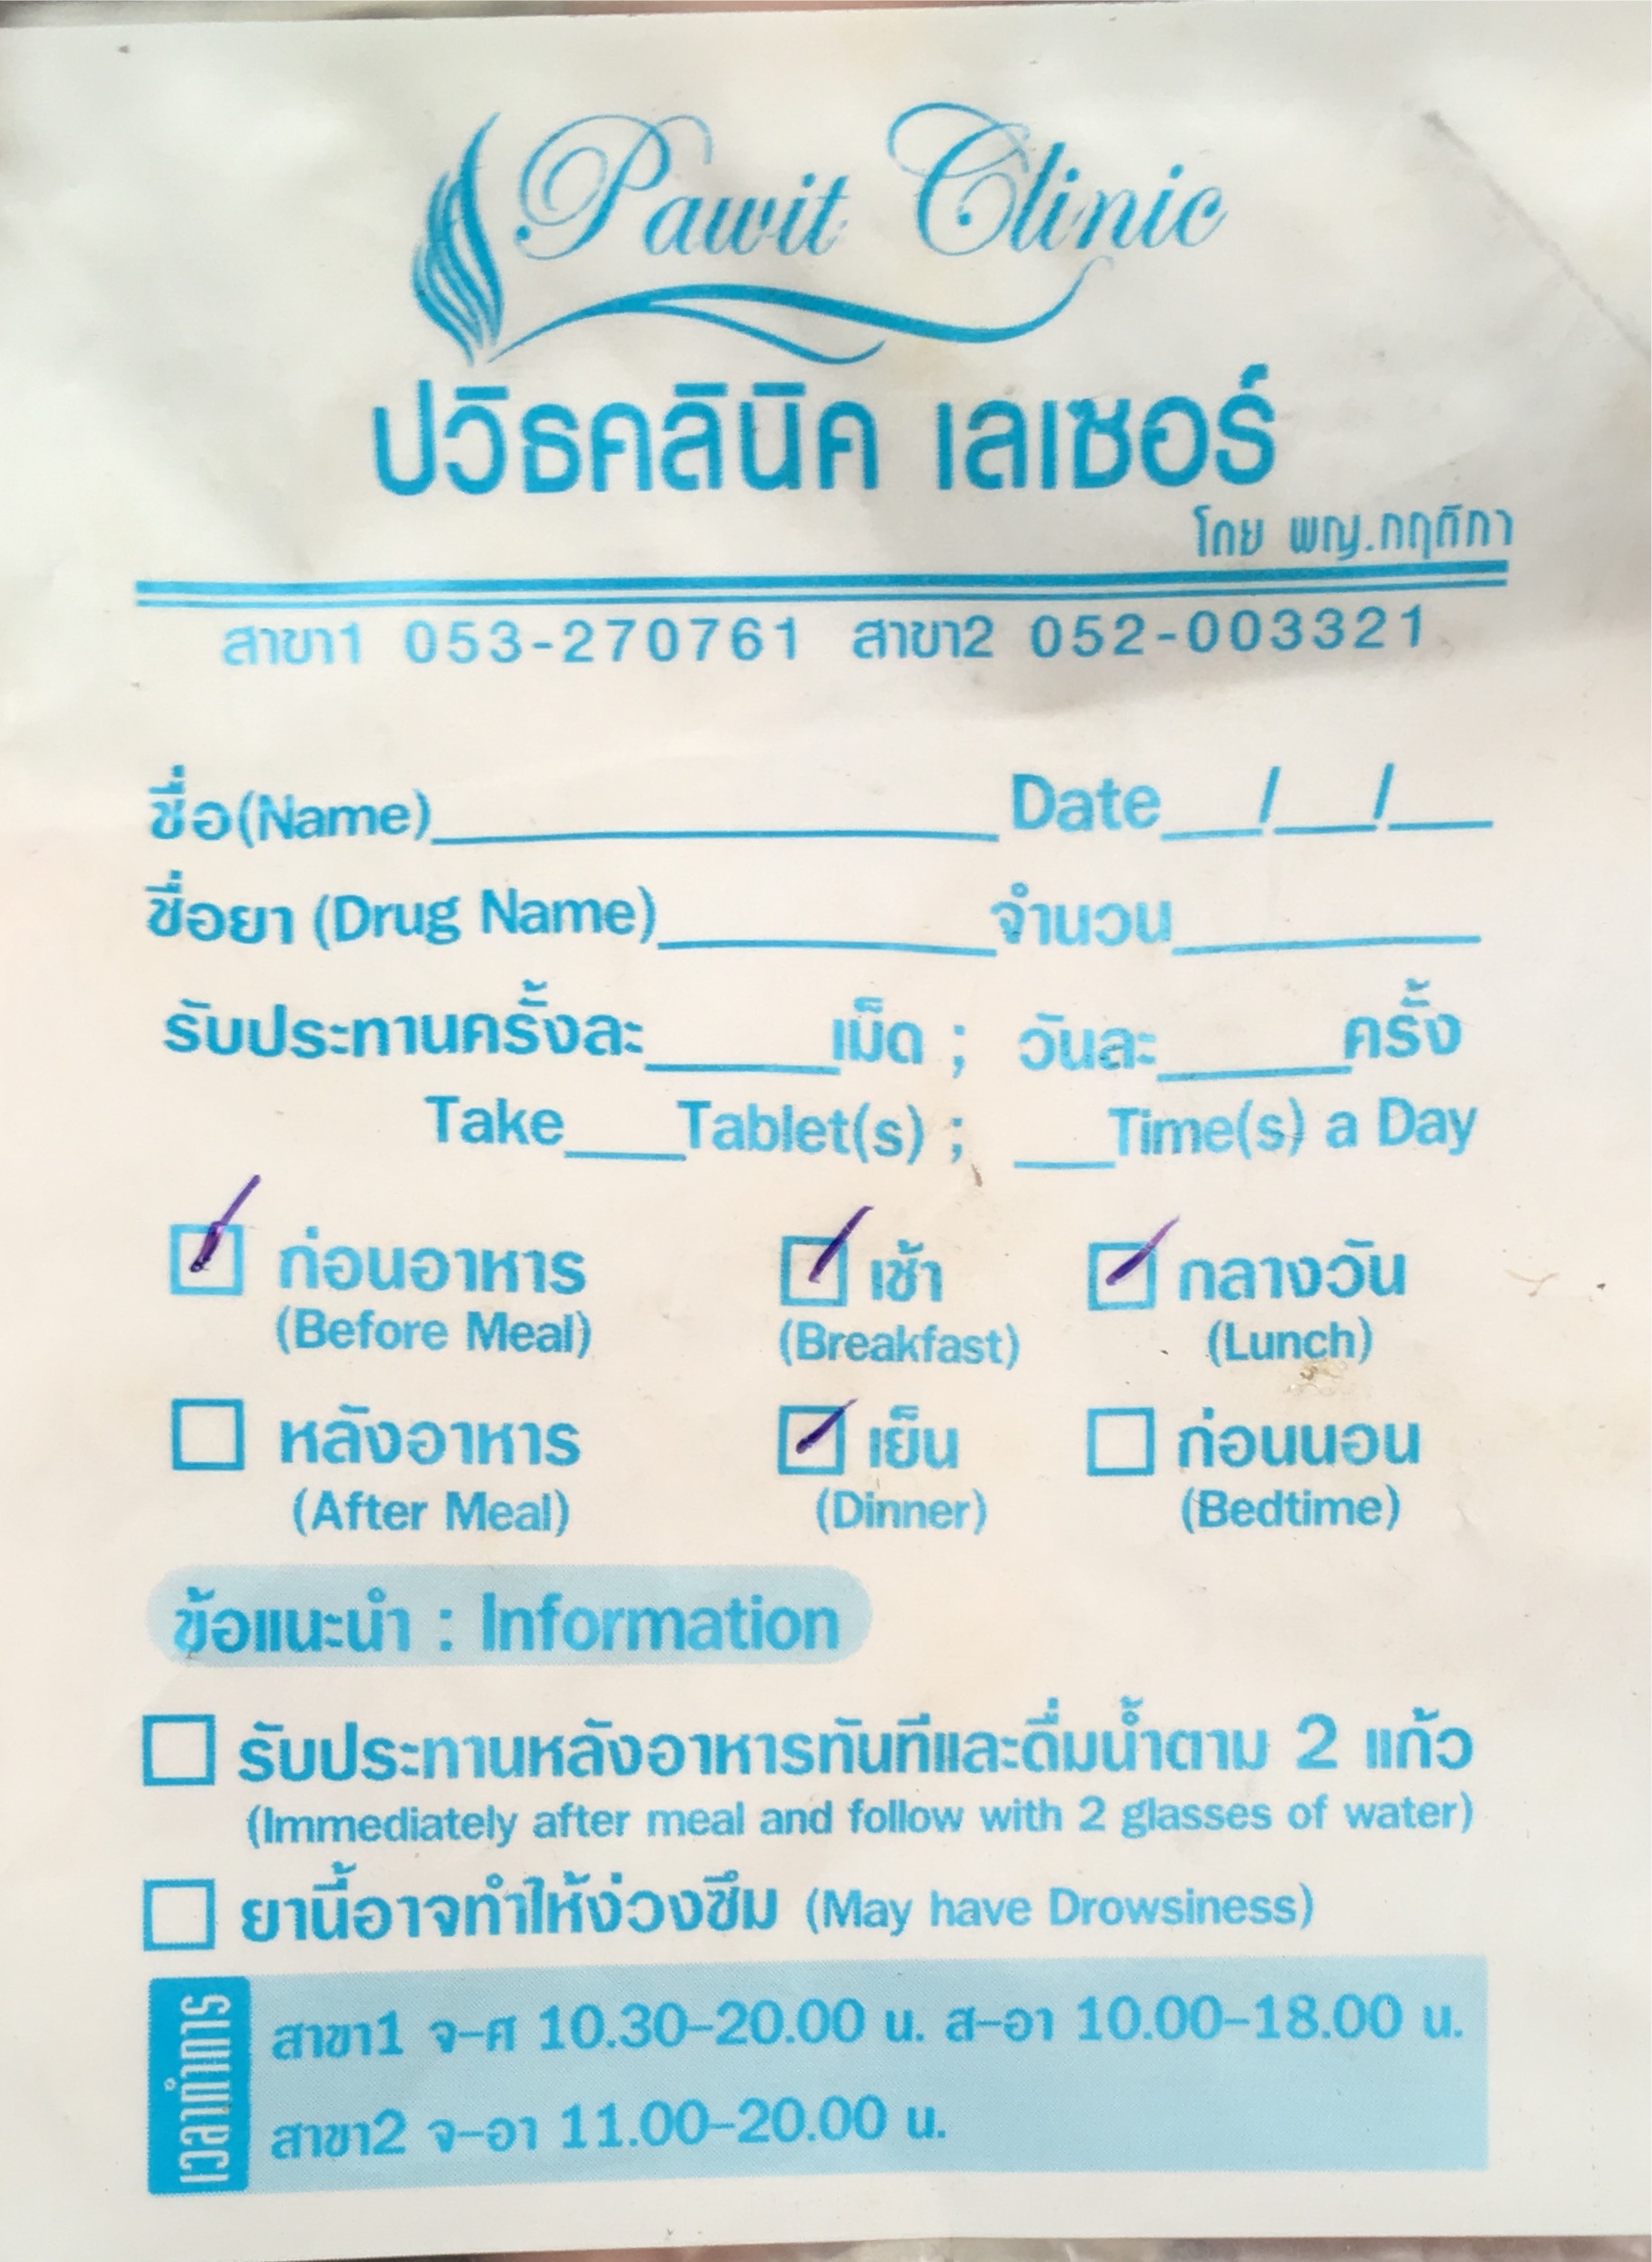 Pawit Clinic
ปวิธคลินิค เลเซอร์
โดย พญ.กฤติกา
สาขา1 053-270761 สาขา2 052-003321
ชื่อ(Name)____________Date__/__/__
ชื่อยา (Drug Name)________จำนวน________
รับประทานครั้งละ_____เม็ด ; วันละ_____ครั้ง
Take___Tablet(s) ; ___Time(s) a Day
ก่อนอาหาร เช้า กลางวัน
(Before Meal) (Breakfast) (Lunch)
หลังอาหาร เย็น ก่อนนอน
(After Meal) (Dinner) (Bedtime)
ข้อแนะนำ : Information
รับประทานหลังอาหารทันทีและดื่มน้ำตาม 2 แก้ว
(Immediately after meal and follow with 2 glasses of water)
ยานี้อาจทำให้ง่วงซึม (May have Drowsiness)
เวลาทำการ
สาขา1 จ-ศ 10.30-20.00 น. ส-อา 10.00-18.00 น.
สาขา2 จ-อา 11.00-20.00 น.